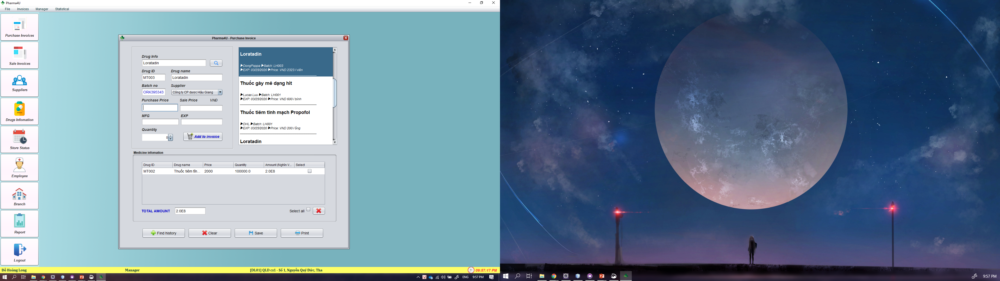 Pharma4U
File Invoices Manager Statistical
Purchase Invoices
Sale Invoices
Suppliers
Drugs Infomation
Store Status
Employee
Branch
Report
Logout
Pharma4U - Purchase Invoice
Drug Info
Loratadin
Drug ID Drug name
MT003 Loratadin
Batch no Supplier
ORK395343 Công ty CP dược Hậu Giang
Purchase Price Sale Price VNĐ
MFG EXP
Quantity
0
Add to invoice
Loratadin
▶DongPoppa ▶Batch: LH003
▶EXP: 03/25/2020 ▶Price: VND 2323 / viên
Thuốc gây mê dạng hít
▶Lucas Luu ▶Batch: LH001
▶EXP: 03/25/2020 ▶Price: VND 600 / bình
Thuốc tiêm tĩnh mạch Propofol
▶DHL ▶Batch: LH001
▶EXP: 03/25/2020 ▶Price: VND 200 / ống
Loratadin
Medicine infomation
Drug ID Drug name Price Quantity Amount (Nghìn V... Select
MT002 Thuốc tiêm tĩn... 2000 100000.0 2.0E8
TOTAL AMOUNT 2.0E8 Select all
Find history Clear Save Print
Đỗ Hoàng Long Manager [DL01] QLD cs1 - Số 1, Nguyễn Quý Đức, Tha 09:57:17 PM
ENG 9:57 PM
9:57 PM